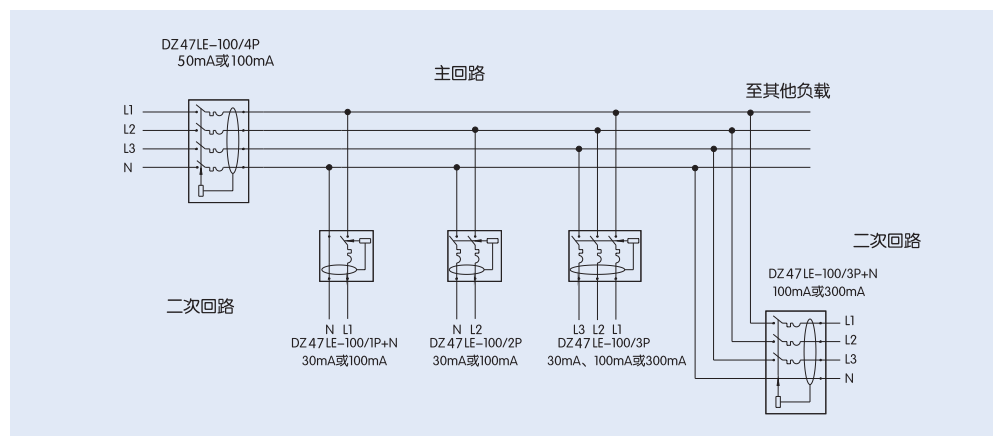 DZ47LE-100/4P
50mA或100mA
主回路
至其他负载
L1
L2
L3
N
二次回路
二次回路
N L1
DZ47LE-100/1P+N
30mA或100mA
N L2
DZ47LE-100/2P
30mA或100mA
L3 L2 L1
DZ47LE-100/3P
30mA、100mA或300mA
DZ47LE-100/3P+N
100mA或300mA
L1
L2
L3
N